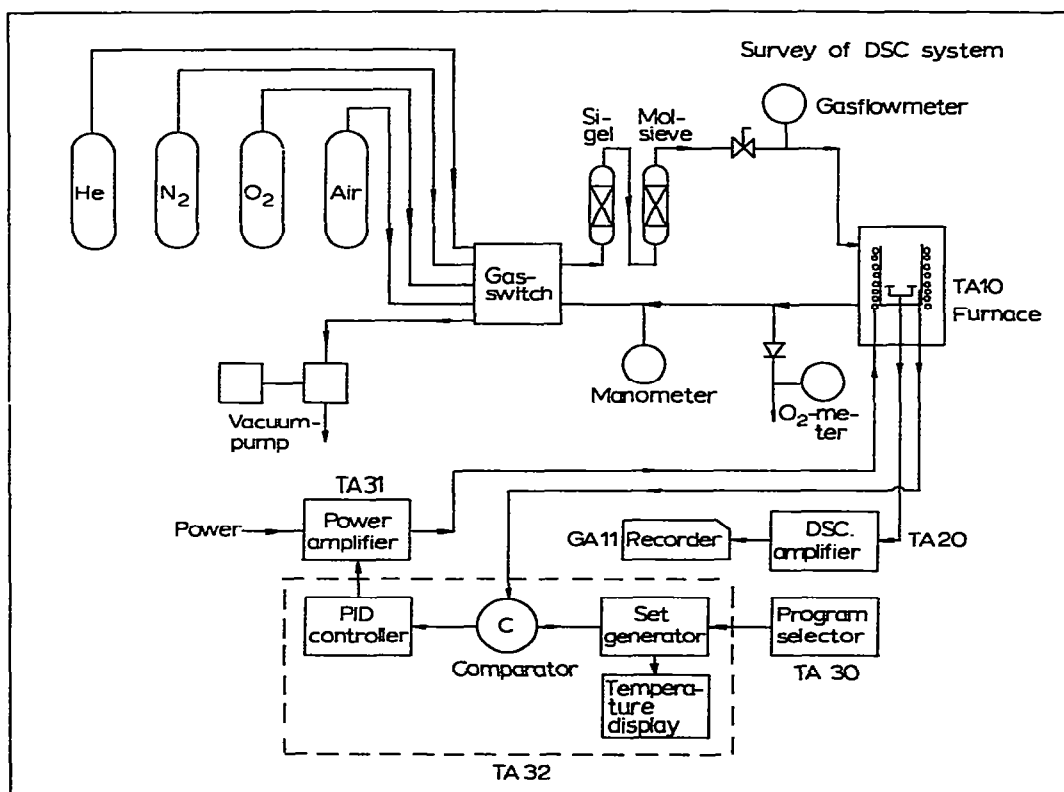 Survey of DSC system
Gasflowmeter
Si-
gel
Mol-
sieve
He
N₂
O₂
Air
Gas-
switch
TA10
Furnace
Manometer
O₂-me-
ter
Vacuum-
pump
TA31
Power
Power
amplifier
GA11
Recorder
DSC.
amplifier
TA20
PID
controller
C
Comparator
Set
generator
Program
selector
TA 30
Tempera-
ture
display
TA32